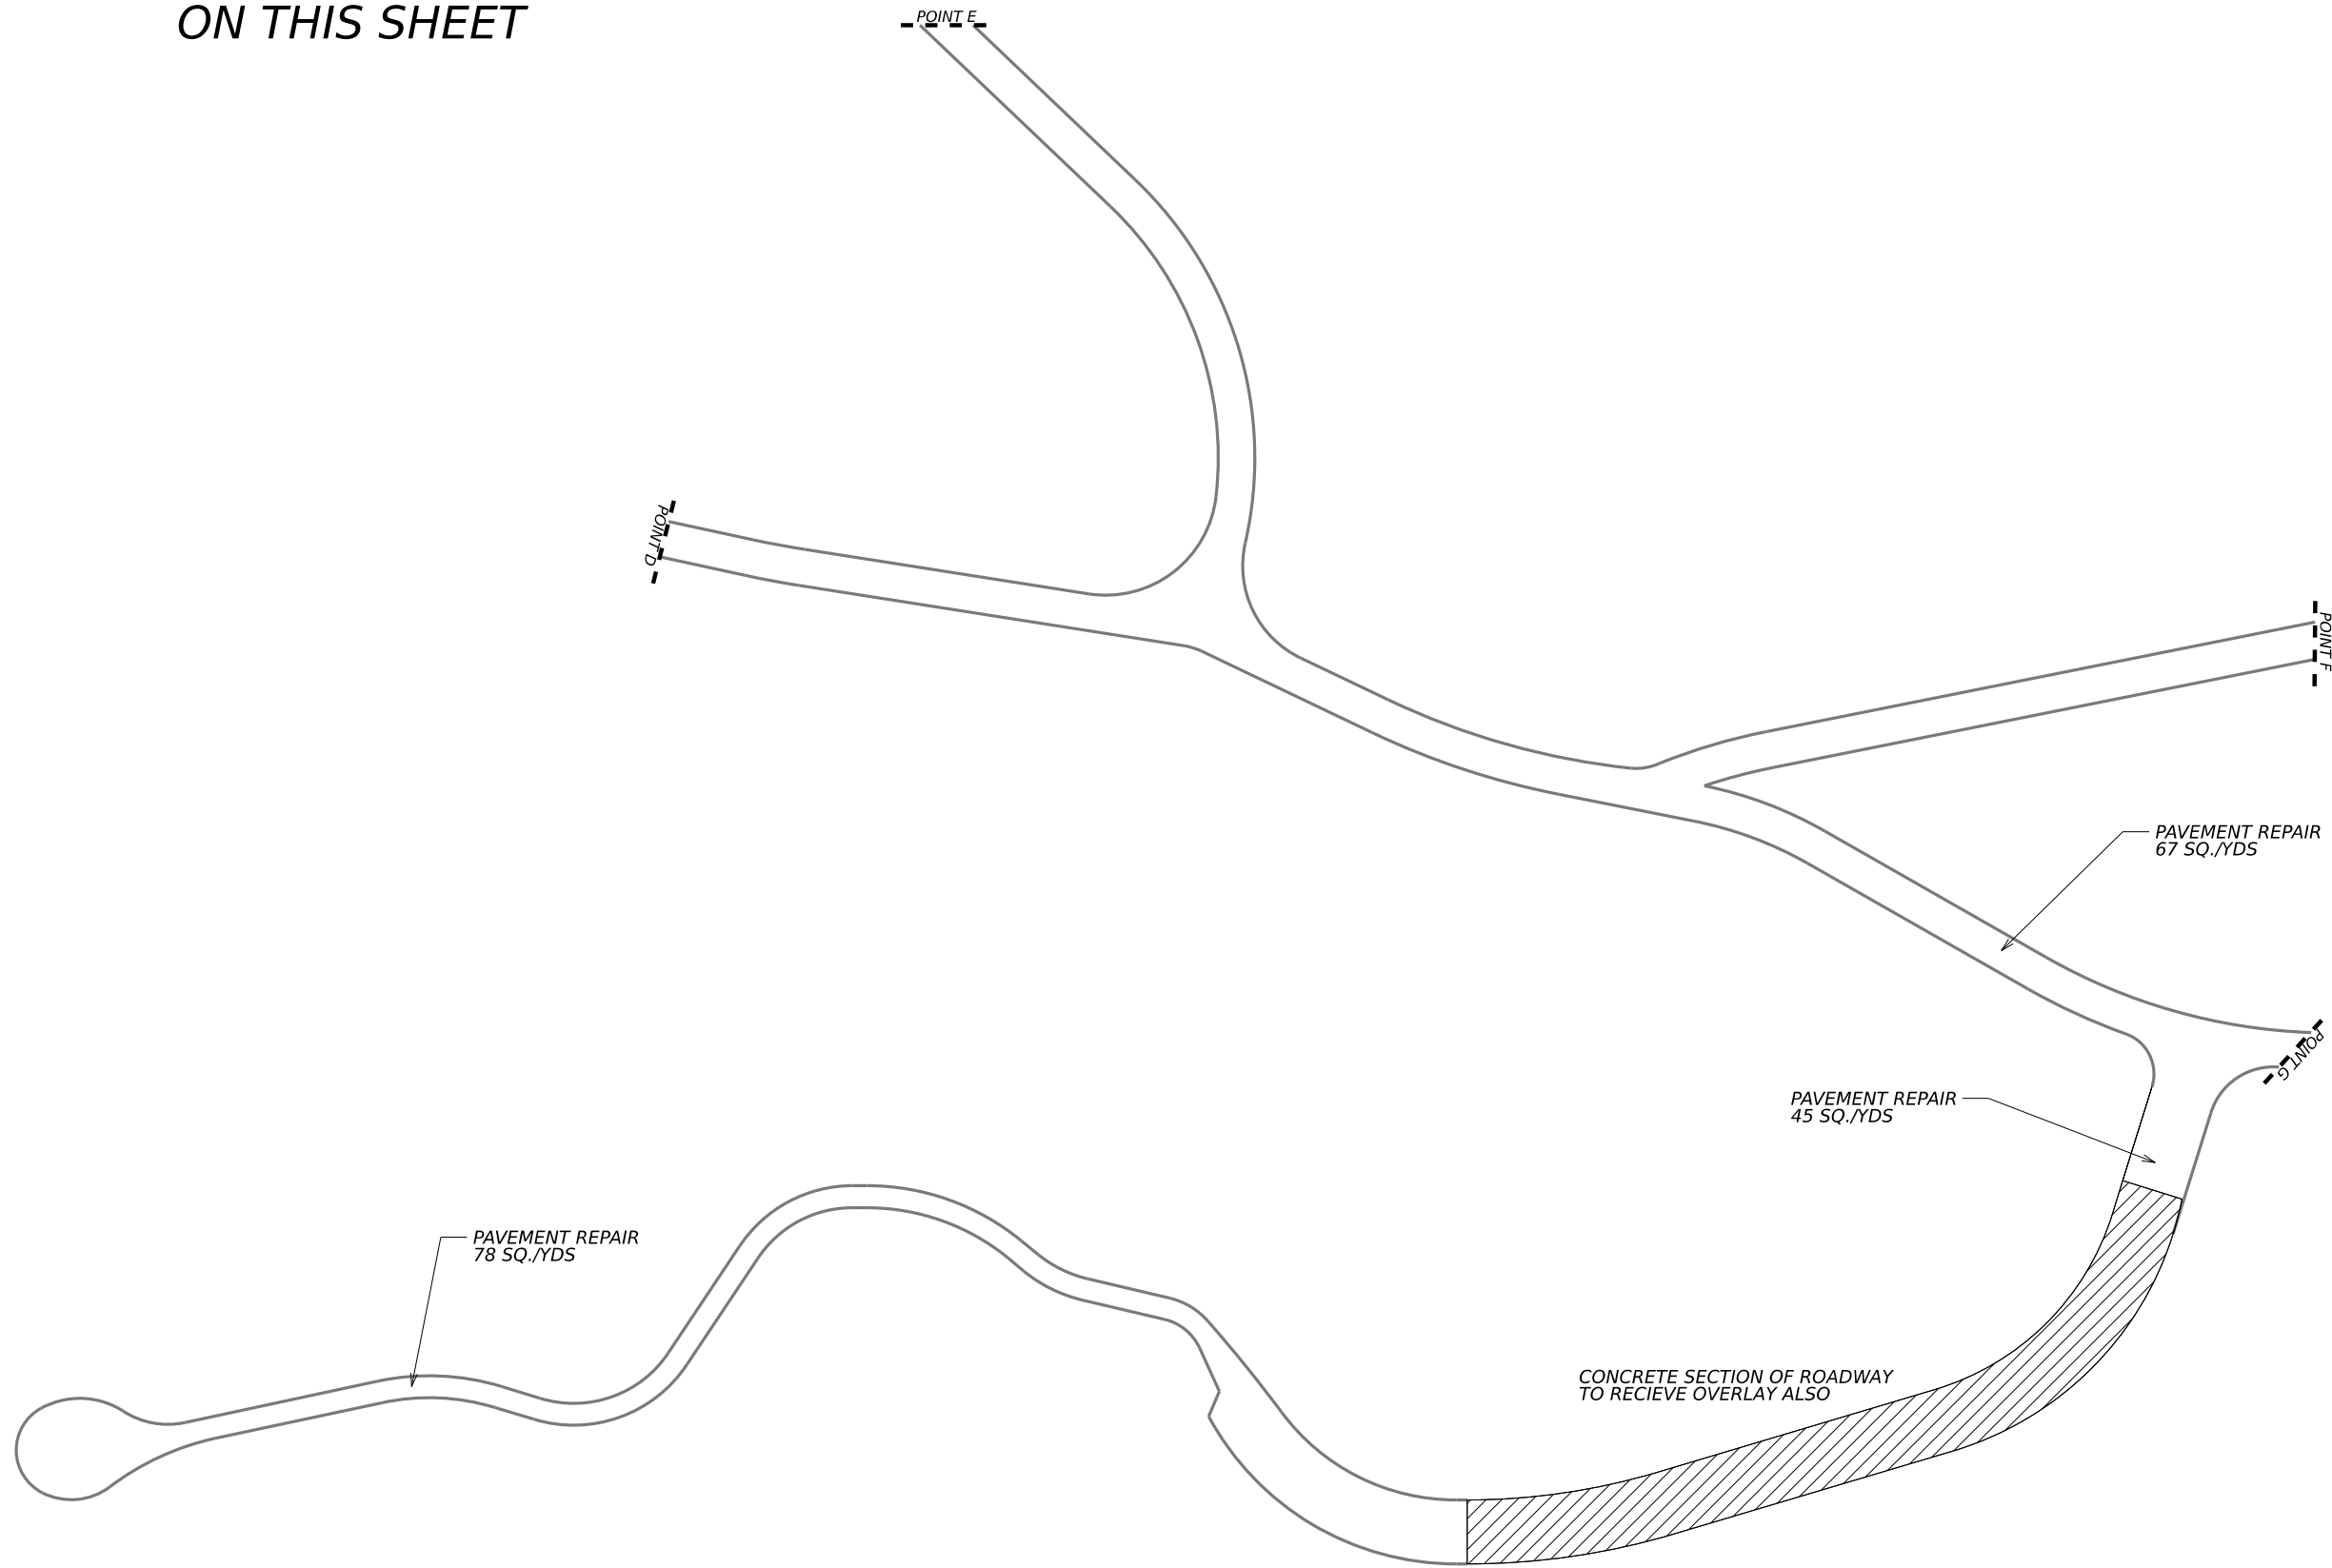 ON THIS SHEET
POINT E
POINT D
POINT F
PAVEMENT REPAIR
67 SQ./YDS
POINT G
PAVEMENT REPAIR
45 SQ./YDS
PAVEMENT REPAIR
78 SQ./YDS
CONCRETE SECTION OF ROADWAY
TO RECIEVE OVERLAY ALSO